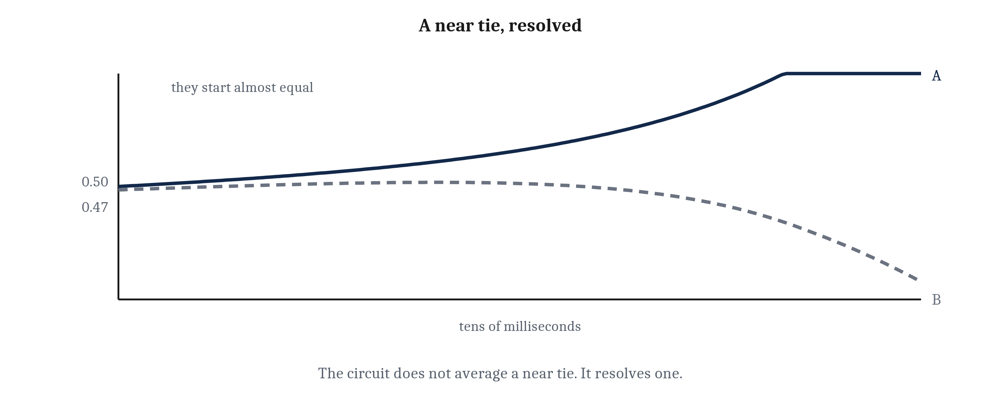 A near tie, resolved
they start almost equal
A
0.50
0.47
B
tens of milliseconds
The circuit does not average a near tie. It resolves one.